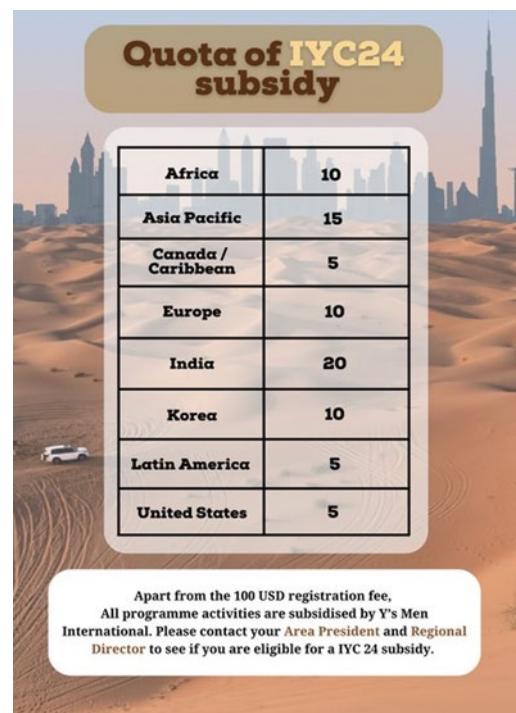 Quota of IYC24
subsidy
Africa 10
Asia Pacific 15
Canada /
Caribbean 5
Europe 10
India 20
Korea 10
Latin America 5
United States 5
Apart from the 100 USD registration fee,
All programme activities are subsidised by Y's Men
International. Please contact your Area President and Regional
Director to see if you are eligible for a IYC 24 subsidy.